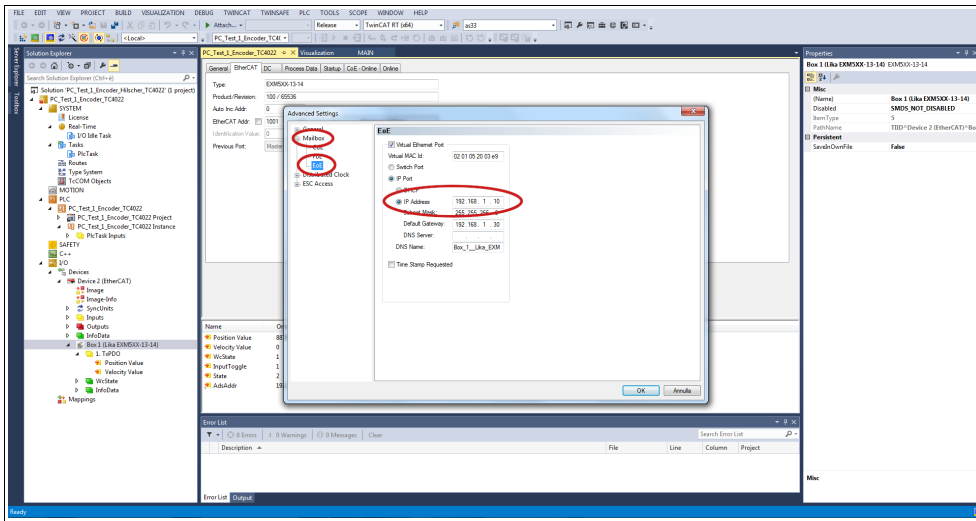 FILE EDIT VIEW PROJECT BUILD VISUALIZATION DEBUG TWINCAT TWINSAFE PLC TOOLS SCOPE WINDOW HELP
Attach... Release TwinCAT RT (x64) as33
<Local> PC_Test_1_Encoder_TC4(
Server Explorer
Toolbox
Solution Explorer
Search Solution Explorer (Ctrl+è)
Solution 'PC_Test_1_Encoder_Hilscher_TC4022' (1 project)
PC_Test_1_Encoder_TC4022
SYSTEM
License
Real-Time
I/O Idle Task
Tasks
PlcTask
Routes
Type System
TcCOM Objects
MOTION
PLC
PC_Test_1_Encoder_TC4022
PC_Test_1_Encoder_TC4022 Project
PC_Test_1_Encoder_TC4022 Instance
PlcTask Inputs
SAFETY
C++
I/O
Devices
Device 2 (EtherCAT)
Image
Image-Info
SyncUnits
Inputs
Outputs
InfoData
Box 1 (Lika EXM5XX-13-14)
1. TxPDO
Position Value
Velocity Value
WcState
InfoData
Mappings
PC_Test_1_Encoder_TC4022 Visualization MAIN
General EtherCAT DC Process Data Startup CoE - Online Online
Type: EXM5XX-13-14
Product/Revision: 100 / 65536
Auto Inc Addr: 0
EtherCAT Addr: 1001
Identification Value: 0
Previous Port: Master
Advanced Settings
General
Mailbox
CoE
FoE
EoE
Distributed Clock
ESC Access
EoE
Virtual Ethernet Port
Virtual MAC Id: 02 01 05 20 03 e9
Switch Port
IP Port
DHCP
IP Address 192 . 168 . 1 . 10
Subnet Mask: 255 . 255 . 255 . 0
Default Gateway: 192 . 168 . 1 . 30
DNS Server:
DNS Name: Box_1__Lika_EXM
Time Stamp Requested
OK Annulla
Name
Position Value
Velocity Value 0
WcState 1
InputToggle 1
State 2
AdsAddr
Error List
0 Errors 0 Warnings 0 Messages Clear
Search Error List
Description File Line Column Project
Error List Output
Properties
Box 1 (Lika EXM5XX-13-14) EXM5XX-13-14
Misc
(Name) Box 1 (Lika EXM5XX-13-14)
Disabled SMDS_NOT_DISABLED
ItemType 5
PathName TIID^Device 2 (EtherCAT)^Bo
Persistent
SaveInOwnFile False
Misc
Ready